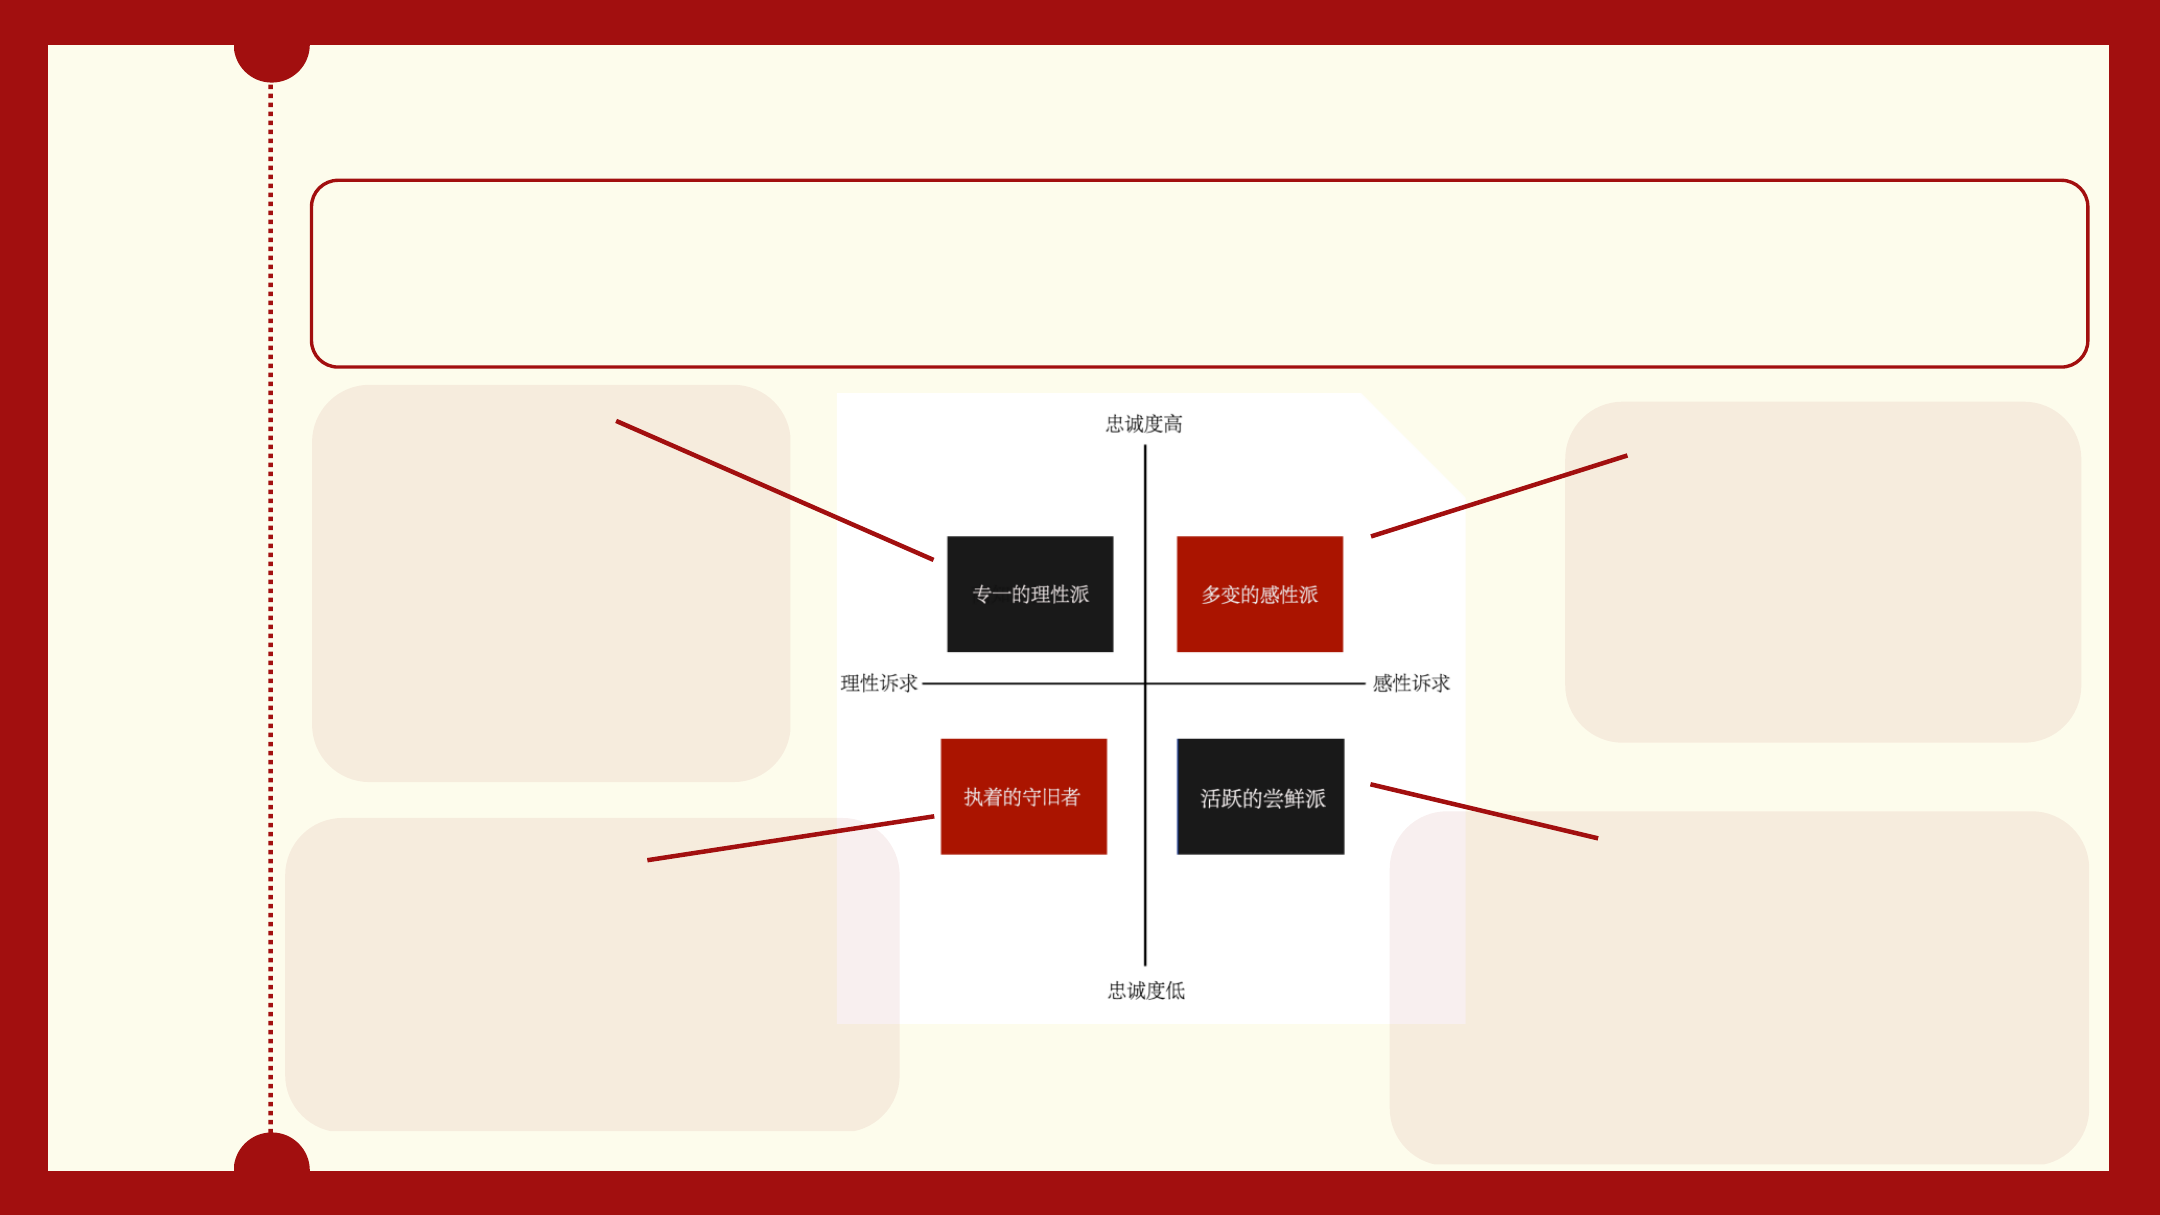 忠诚度高
专一的理性派
多变的感性派
理性诉求
感性诉求
执着的守旧者
活跃的尝鲜派
忠诚度低